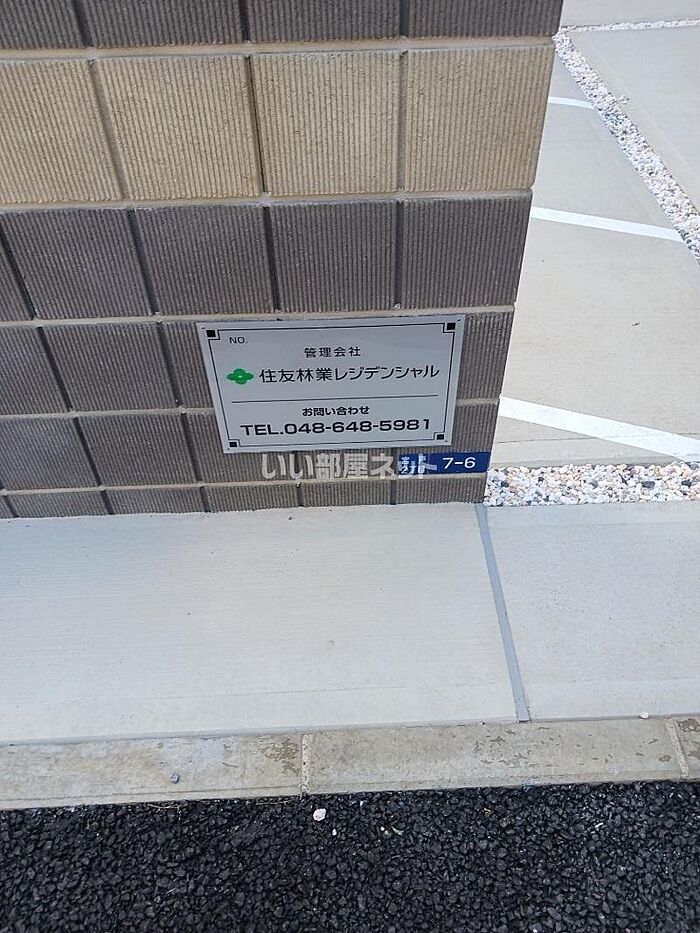 NO.
管理会社
住友林業レジデンシャル
お問い合わせ
TEL.048-648-5981
いい部屋ネット
7-6